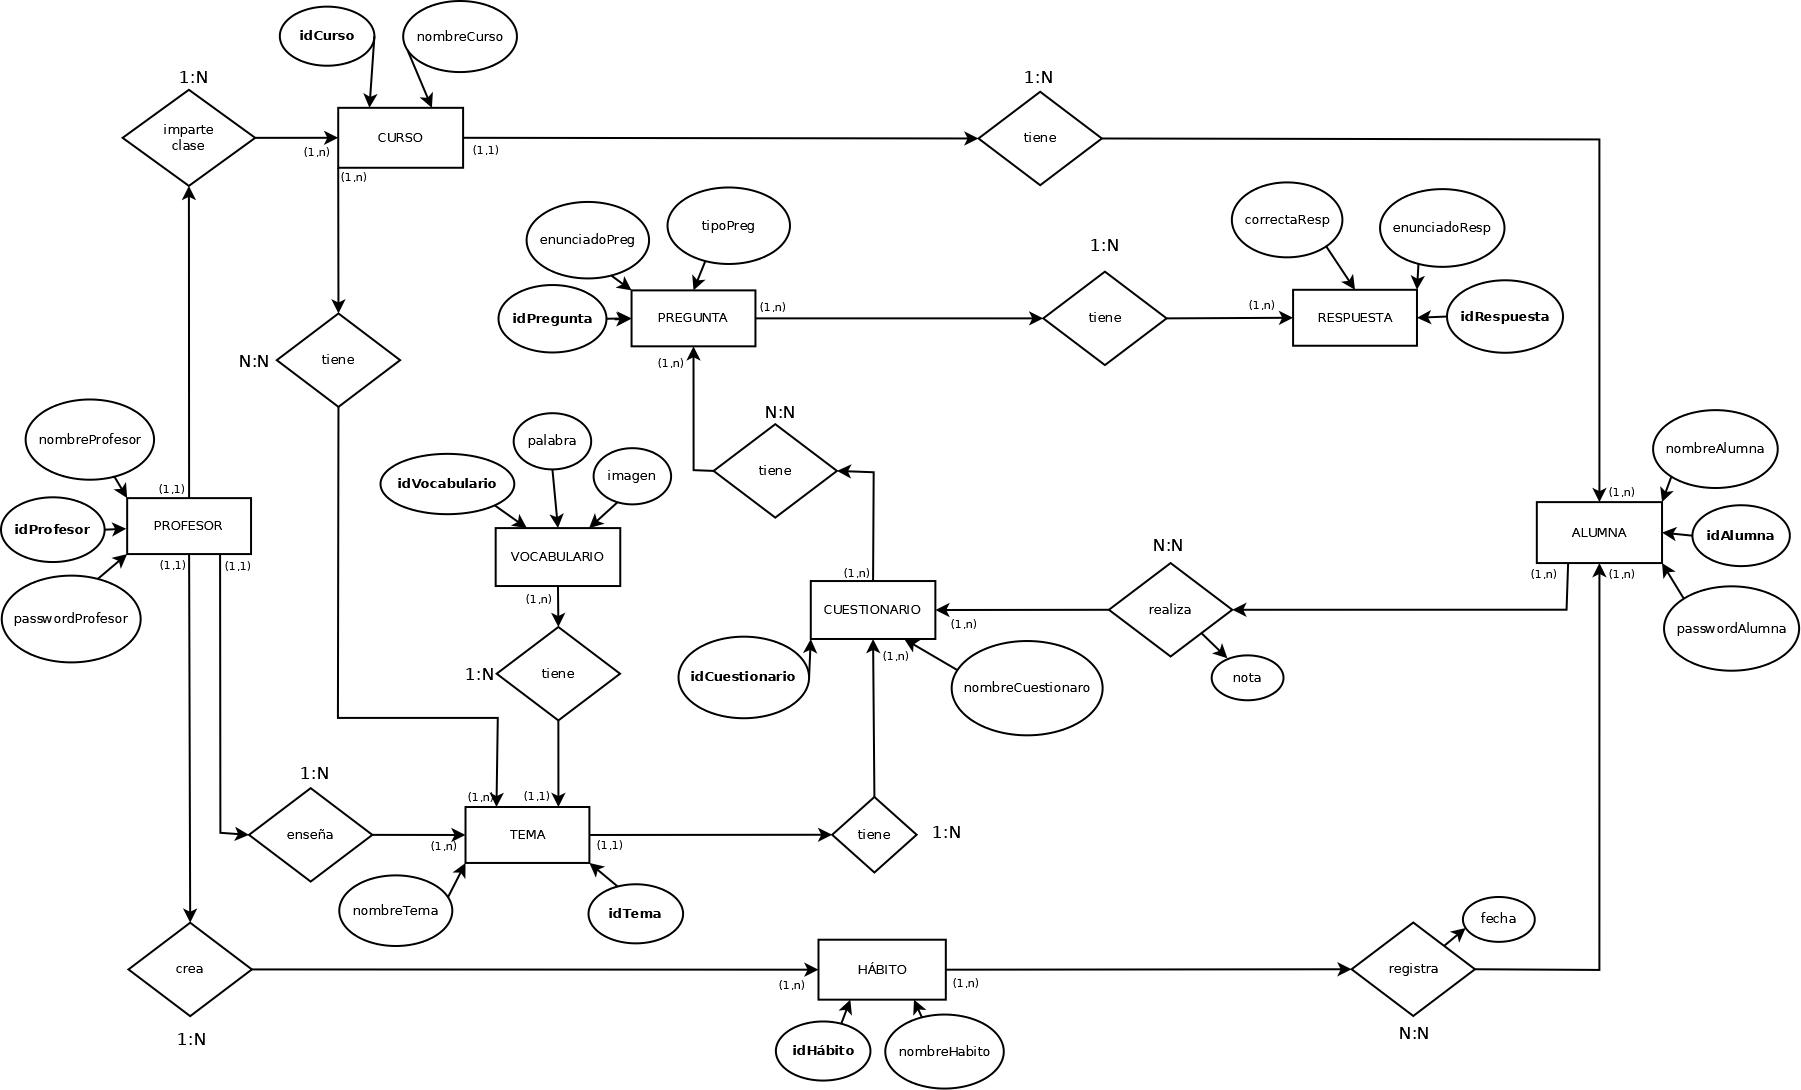 idCurso
nombreCurso
1:N
1:N
imparte
clase
CURSO
tiene
(1,n)
(1,1)
(1,n)
correctaResp
tipoPreg
enunciadoResp
enunciadoPreg
1:N
(1,n)
(1,n)
idPregunta
PREGUNTA
tiene
RESPUESTA
idRespuesta
N:N
tiene
(1,n)
N:N
nombreProfesor
palabra
nombreAlumna
tiene
imagen
idVocabulario
(1,1)
(1,n)
idProfesor
PROFESOR
ALUMNA
idAlumna
N:N
VOCABULARIO
(1,1)
(1,1)
(1,n)
(1,n)
(1,n)
(1,n)
CUESTIONARIO
realiza
passwordProfesor
(1,n)
passwordAlumna
(1,n)
1:N
tiene
idCuestionario
nombreCuestionaro
nota
1:N
(1,n)
(1,1)
enseña
TEMA
tiene
1:N
(1,n)
(1,1)
nombreTema
idTema
fecha
crea
HÁBITO
registra
(1,n)
(1,n)
1:N
N:N
idHábito
nombreHabito